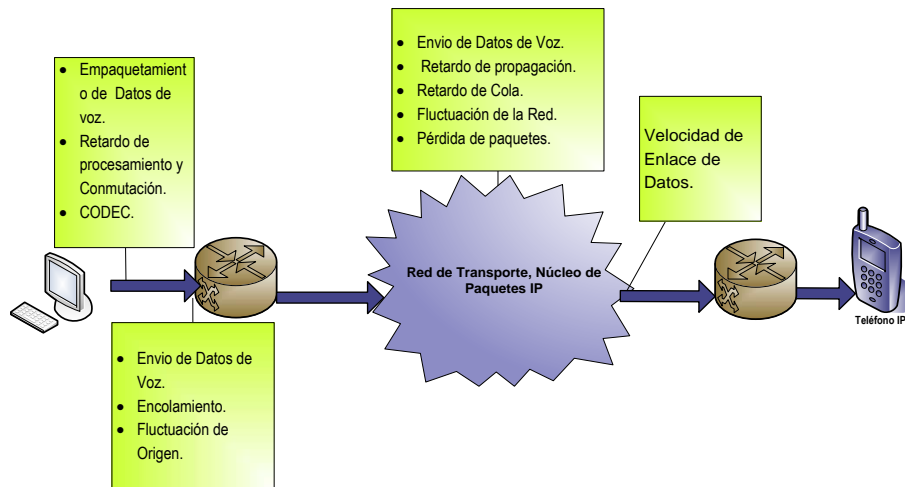 • Empaquetamient
o de Datos de
voz.
• Retardo de
procesamiento y
Conmutación.
• CODEC.
• Envio de Datos de Voz.
• Retardo de propagación.
• Retardo de Cola.
• Fluctuación de la Red.
• Pérdida de paquetes.
Velocidad de
Enlace de
Datos.
Red de Transporte, Núcleo de
Paquetes IP
Teléfono IP
• Envio de Datos de
Voz.
• Encolamiento.
• Fluctuación de
Origen.